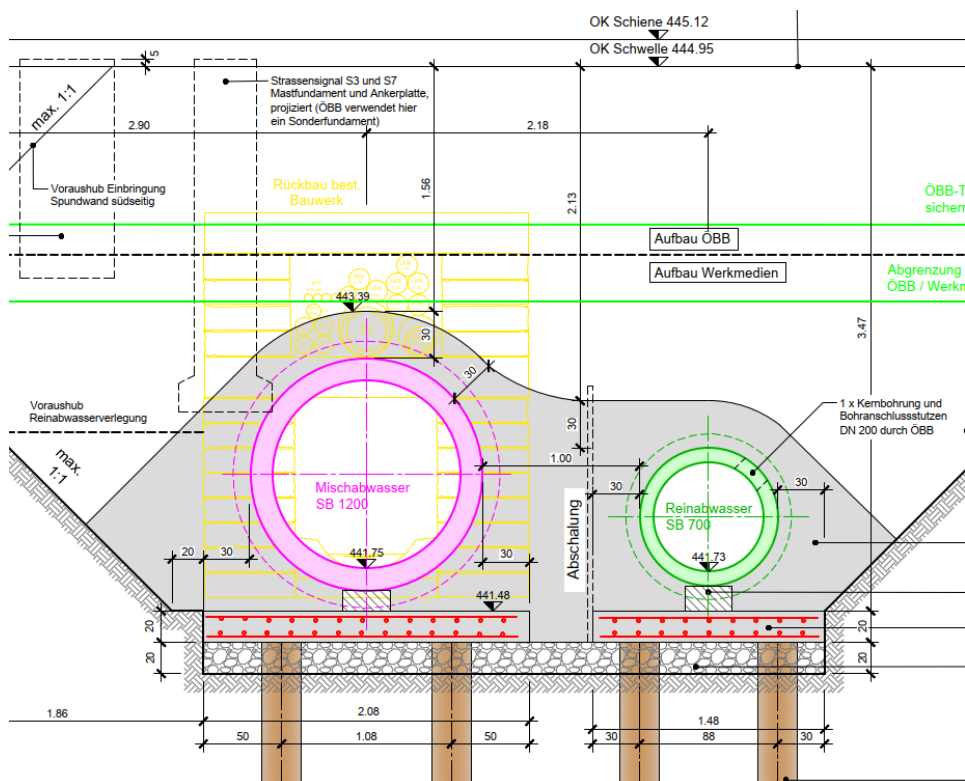 OK Schiene 445.12
OK Schwelle 444.95
5
max. 1:1
Strassensignal S3 und S7
Mastfundament und Ankerplatte,
projiziert (ÖBB verwendet hier
ein Sonderfundament)
2.90
2.18
Voraushub Einbringung
Spundwand südseitig
Rückbau best.
Bauwerk
1.56
2.13
3.47
ÖBB-T
sichern
Aufbau ÖBB
Aufbau Werkmedien
Abgrenzung
ÖBB / Werkm
443.39
30
30
Voraushub
Reinabwasserverlegung
max.
1:1
1 x Kernbohrung und
Bohranschlussstutzen
DN 200 durch ÖBB
30
1.00
30
30
Mischabwasser
SB 1200
Reinabwasser
SB 700
Abschalung
20
30
30
441.75
441.73
441.48
20
20
20
20
1.86
2.08
1.48
50
1.08
50
30
88
30